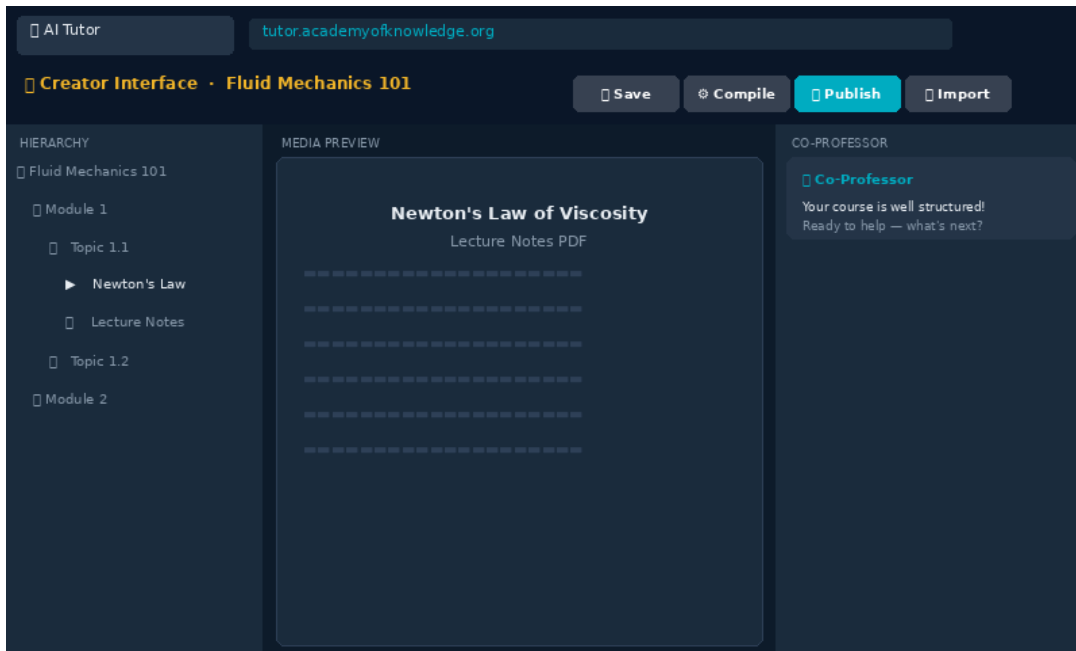 AI Tutor
tutor.academyofknowledge.org
Creator Interface · Fluid Mechanics 101
Save
⚙ Compile
Publish
Import
HIERARCHY
Fluid Mechanics 101
Module 1
Topic 1.1
▶ Newton's Law
Lecture Notes
Topic 1.2
Module 2
MEDIA PREVIEW
Newton's Law of Viscosity
Lecture Notes PDF
CO-PROFESSOR
Co-Professor
Your course is well structured!
Ready to help — what's next?